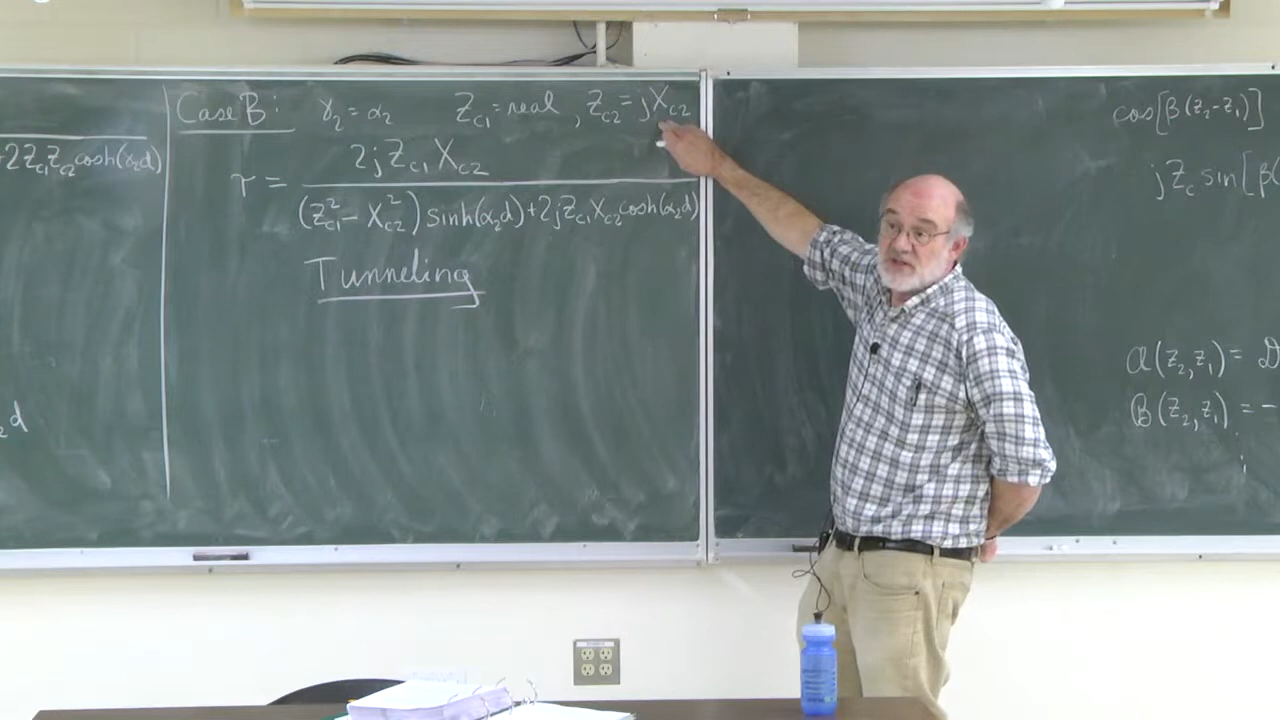 +2Z_{c1}Z_{c2}cosh(γ_2d)
_2d
Case B: γ_2=α_2 Z_{c1}=real, Z_{c2}=jX_{c2}
2jZ_{c1}X_{c2}
τ=
(Z_{c1}^2-X_{c2}^2)sinh(α_2d)+2jZ_{c1}X_{c2}cosh(α_2d)
Tunneling
cos[β(z_2-z_1)]
jZ_c sin[β(
𝒜(z_2,z_1)= 𝒟
ℬ(z_2,z_1)=-